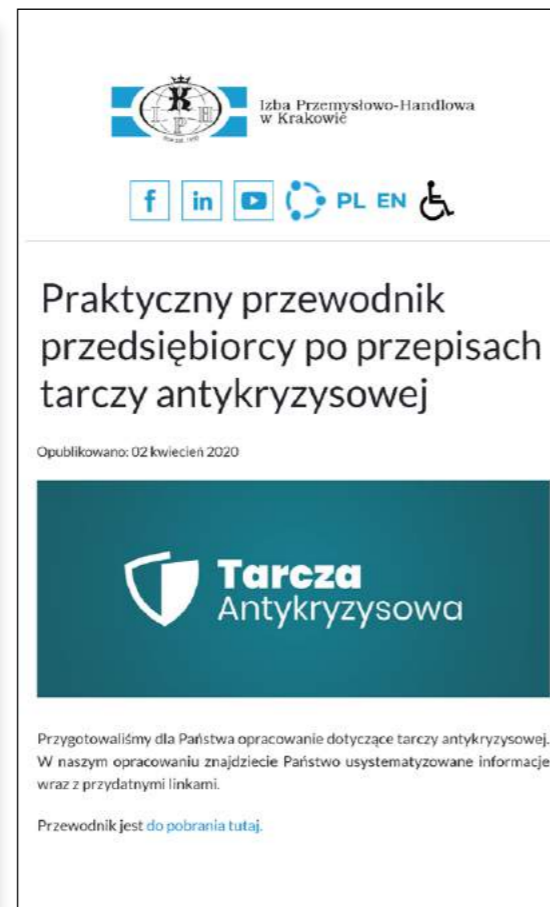 K
I
H
P
Izba Przemysłowo-Handlowa
w Krakowie
f in PL EN
Praktyczny przewodnik
przedsiębiorcy po przepisach
tarczy antykryzysowej
Opublikowano: 02 kwiecień 2020
Tarcza
Antykryzysowa
Przygotowaliśmy dla Państwa opracowanie dotyczące tarczy antykryzysowej.
W naszym opracowaniu znajdziecie Państwo usystematyzowane informacje
wraz z przydatnymi linkami.
Przewodnik jest do pobrania tutaj.